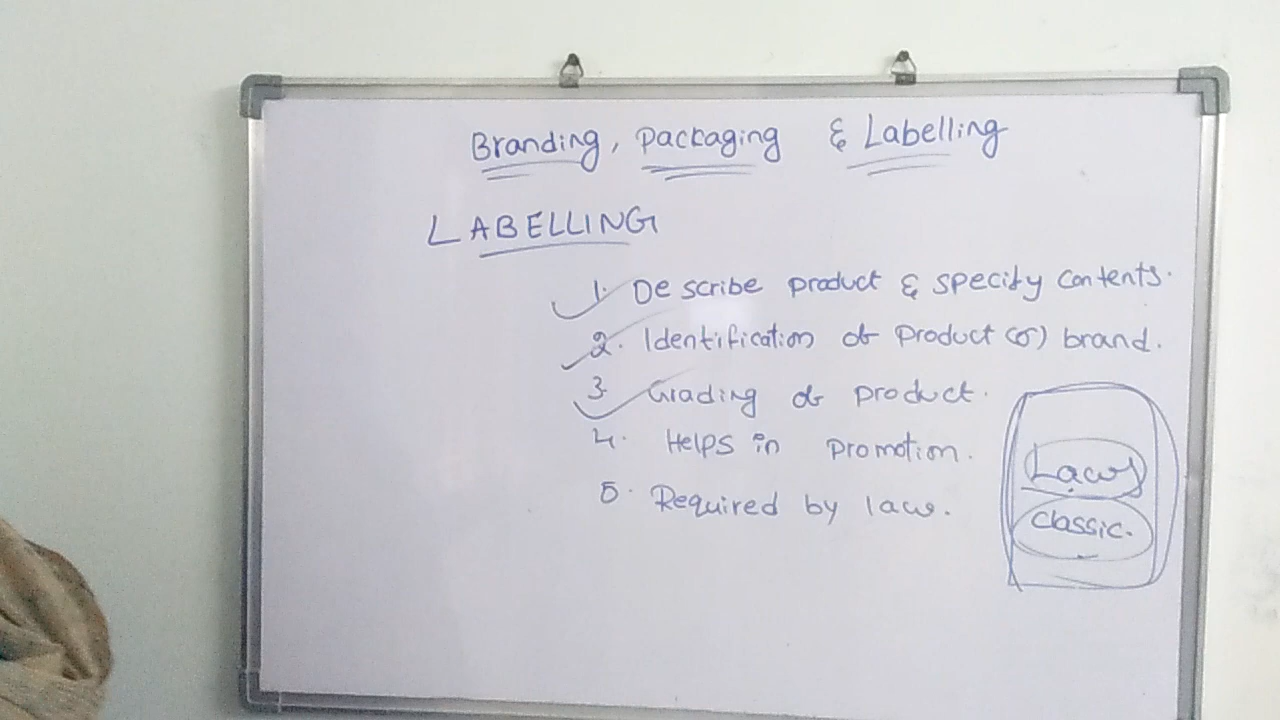 Branding, Packaging & Labelling
LABELLING
1. Describe product & specify contents.
2. Identification of Product (or) brand.
3. Grading of product.
4. Helps in promotion.
5. Required by law.
classic.